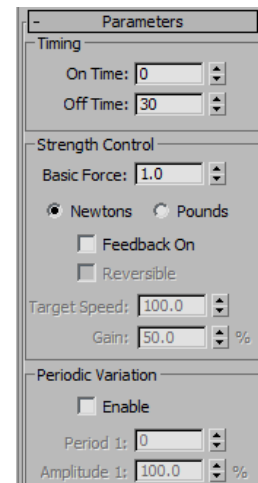 - Parameters
Timing
On Time: 0
Off Time: 30
Strength Control
Basic Force: 1.0
Newtons Pounds
Feedback On
Reversible
Target Speed: 100.0
Gain: 50.0 %
Periodic Variation
Enable
Period 1: 0
Amplitude 1: 100.0 %